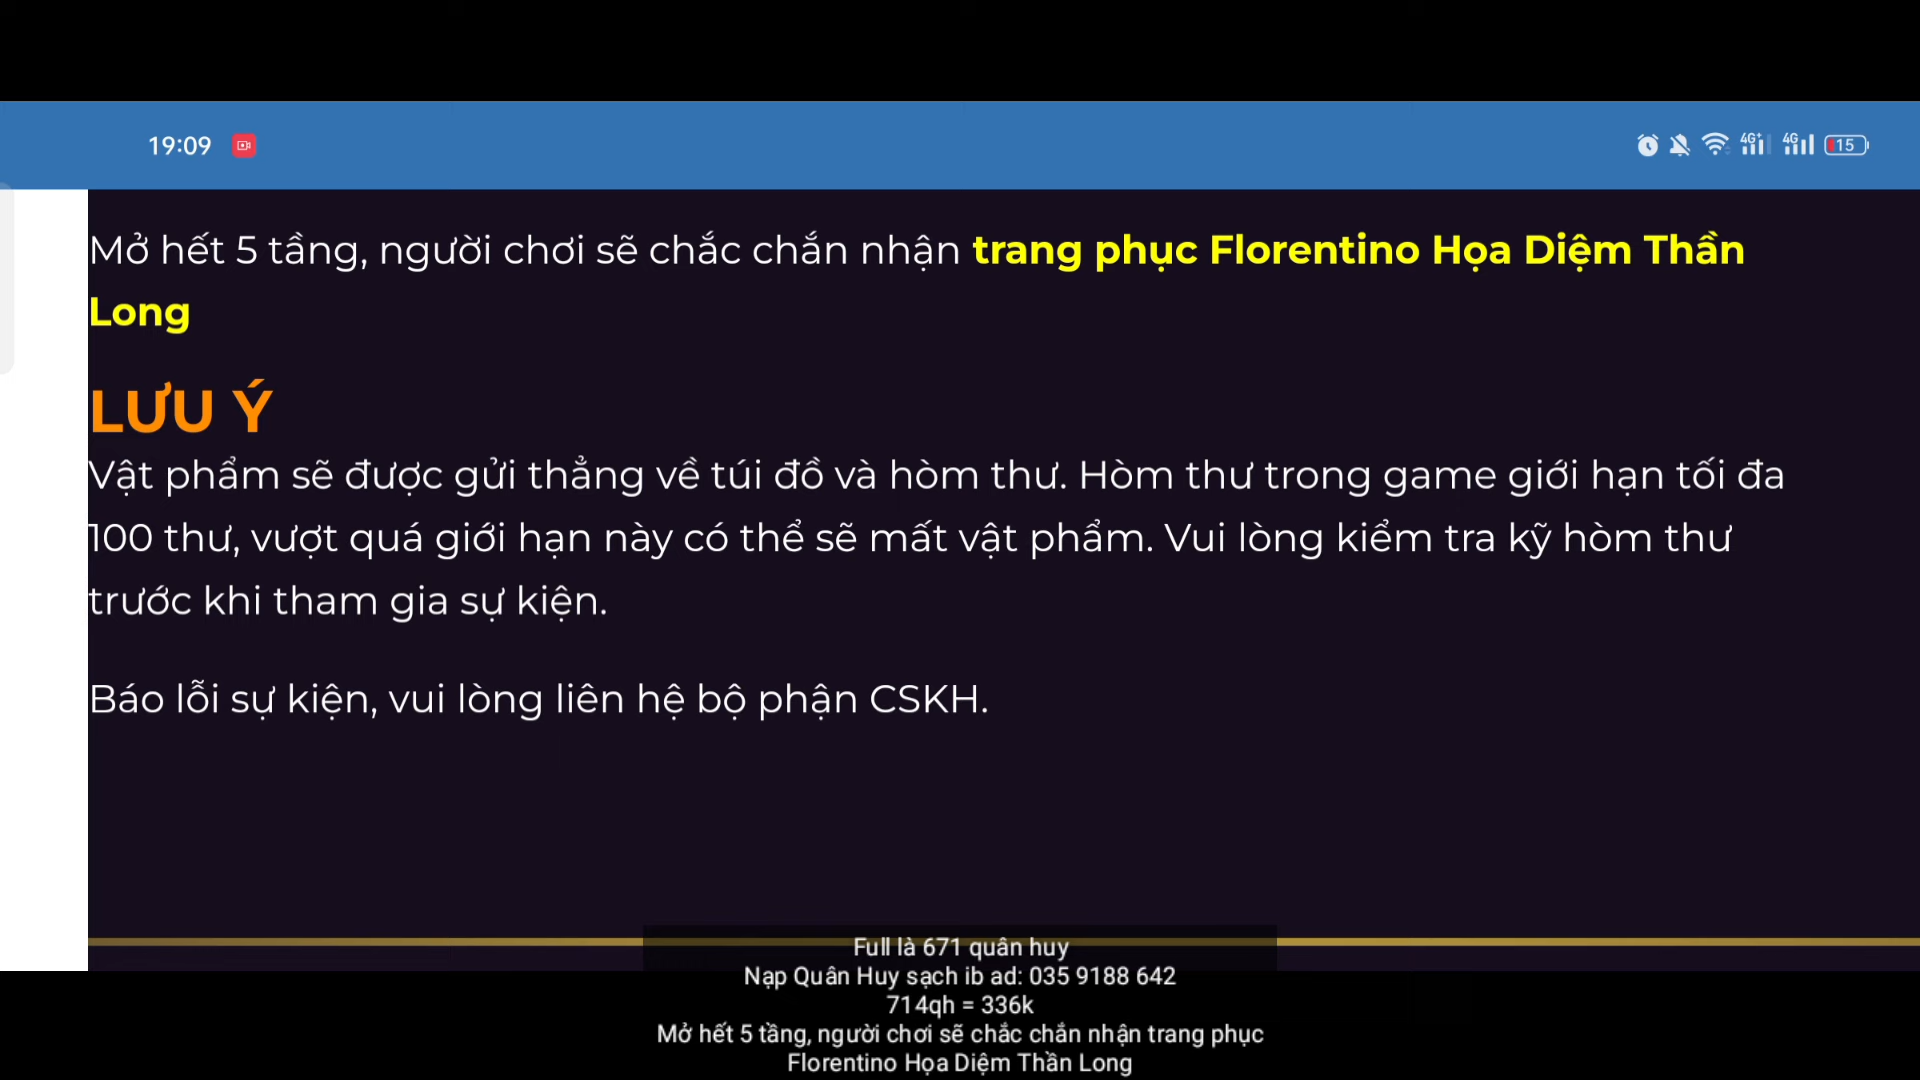 19:09
4G+
4G
15
Mở hết 5 tầng, người chơi sẽ chắc chắn nhận trang phục Florentino Họa Diệm Thần
Long
LƯU Ý
Vật phẩm sẽ được gửi thẳng về túi đồ và hòm thư. Hòm thư trong game giới hạn tối đa
100 thư, vượt quá giới hạn này có thể sẽ mất vật phẩm. Vui lòng kiểm tra kỹ hòm thư
trước khi tham gia sự kiện.
Báo lỗi sự kiện, vui lòng liên hệ bộ phận CSKH.
Full là 671 quân huy
Nạp Quân Huy sạch ib ad: 035 9188 642
714qh = 336k
Mở hết 5 tầng, người chơi sẽ chắc chắn nhận trang phục
Florentino Họa Diệm Thần Long